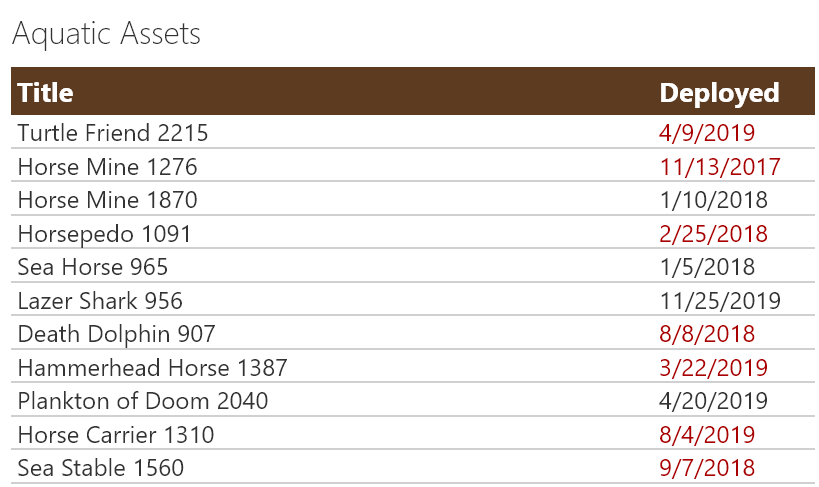 Aquatic Assets
Title Deployed
Turtle Friend 2215 4/9/2019
Horse Mine 1276 11/13/2017
Horse Mine 1870 1/10/2018
Horsepedo 1091 2/25/2018
Sea Horse 965 1/5/2018
Lazer Shark 956 11/25/2019
Death Dolphin 907 8/8/2018
Hammerhead Horse 1387 3/22/2019
Plankton of Doom 2040 4/20/2019
Horse Carrier 1310 8/4/2019
Sea Stable 1560 9/7/2018